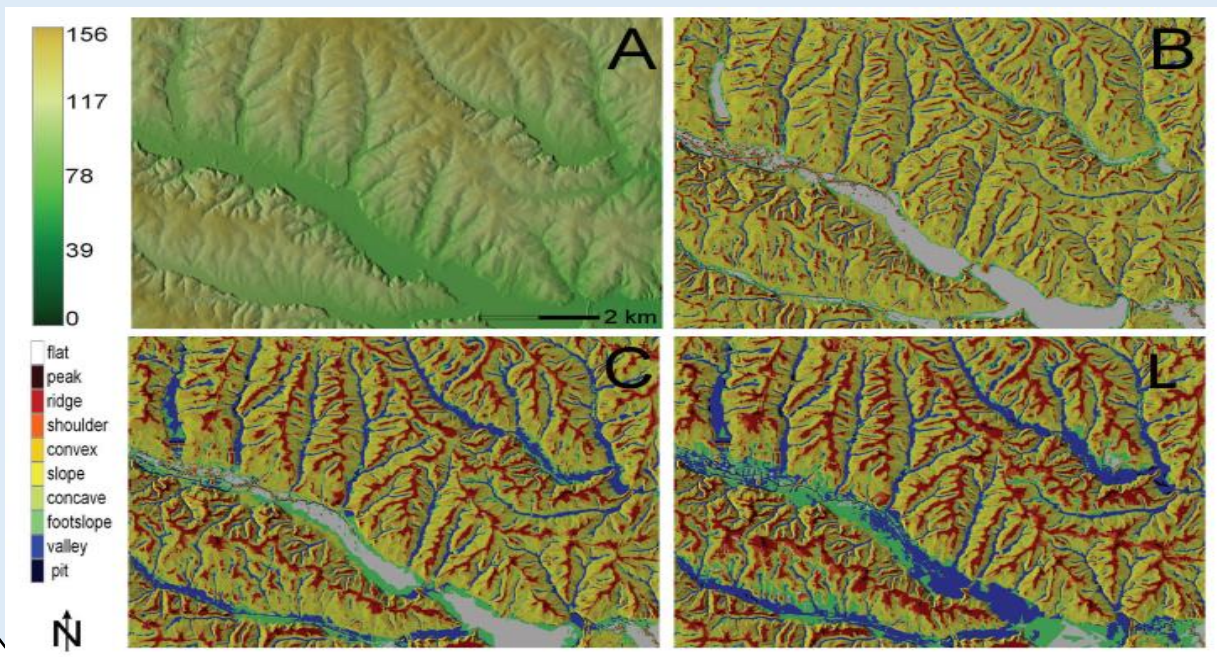 156
117
78
39
0
A
2 km
B
flat
peak
ridge
shoulder
convex
slope
concave
footslope
valley
pit
N
C
L